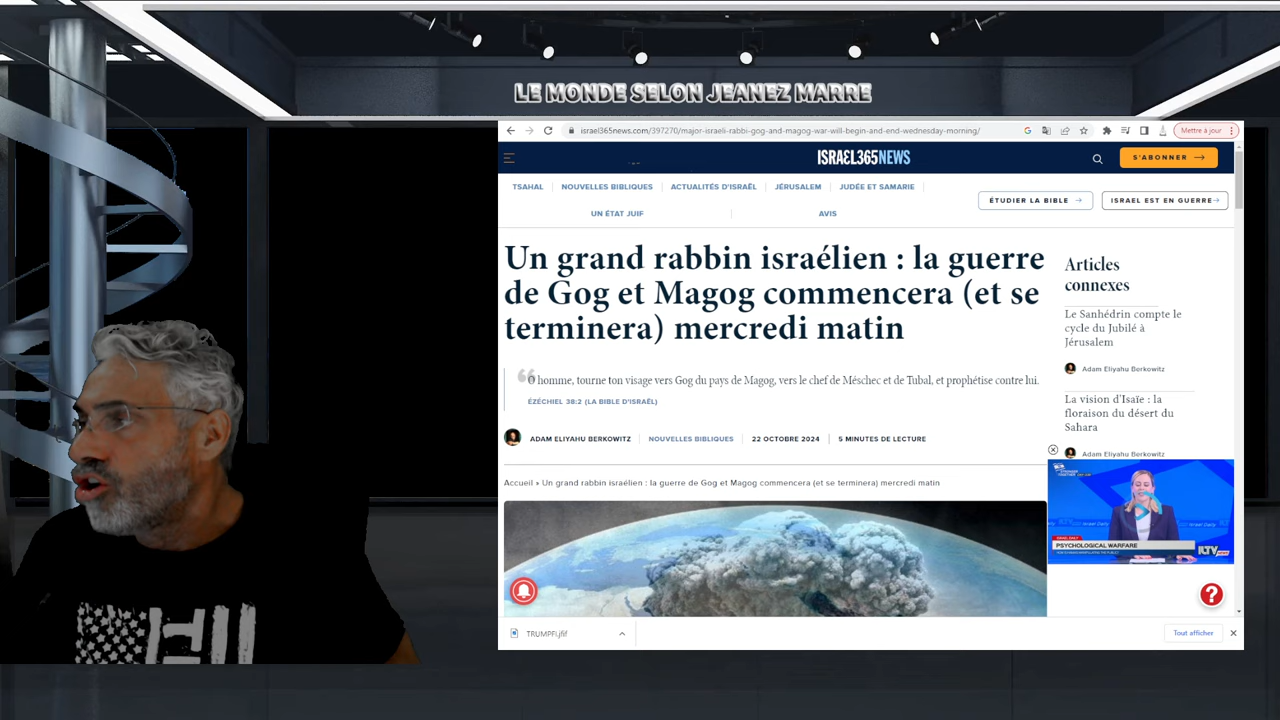 LE MONDE SELON JEANEZ MARRE
israel365news.com/397270/major-israeli-rabbi-gog-and-magog-war-will-begin-and-end-wednesday-morning/
Mettre à jour
ISRAEL365NEWS
S'ABONNER
TSAHAL
NOUVELLES BIBLIQUES
ACTUALITÉS D'ISRAËL
JÉRUSALEM
JUDÉE ET SAMARIE
UN ÉTAT JUIF
AVIS
ÉTUDIER LA BIBLE
ISRAEL EST EN GUERRE
Un grand rabbin israélien : la guerre
de Gog et Magog commencera (et se
terminera) mercredi matin
O homme, tourne ton visage vers Gog du pays de Magog, vers le chef de Méschec et de Tubal, et prophétise contre lui.
ÉZÉCHIEL 38:2 (LA BIBLE D'ISRAËL)
ADAM ELIYAHU BERKOWITZ
NOUVELLES BIBLIQUES
22 OCTOBRE 2024
5 MINUTES DE LECTURE
Accueil » Un grand rabbin israélien : la guerre de Gog et Magog commencera (et se terminera) mercredi matin
Articles
connexes
Le Sanhédrin compte le
cycle du Jubilé à
Jérusalem
Adam Eliyahu Berkowitz
La vision d'Isaïe : la
floraison du désert du
Sahara
Adam Eliyahu Berkowitz
ISRAEL DAILY
PSYCHOLOGICAL WARFARE
ILTV
?
TRUMPFI.jfif
Tout afficher